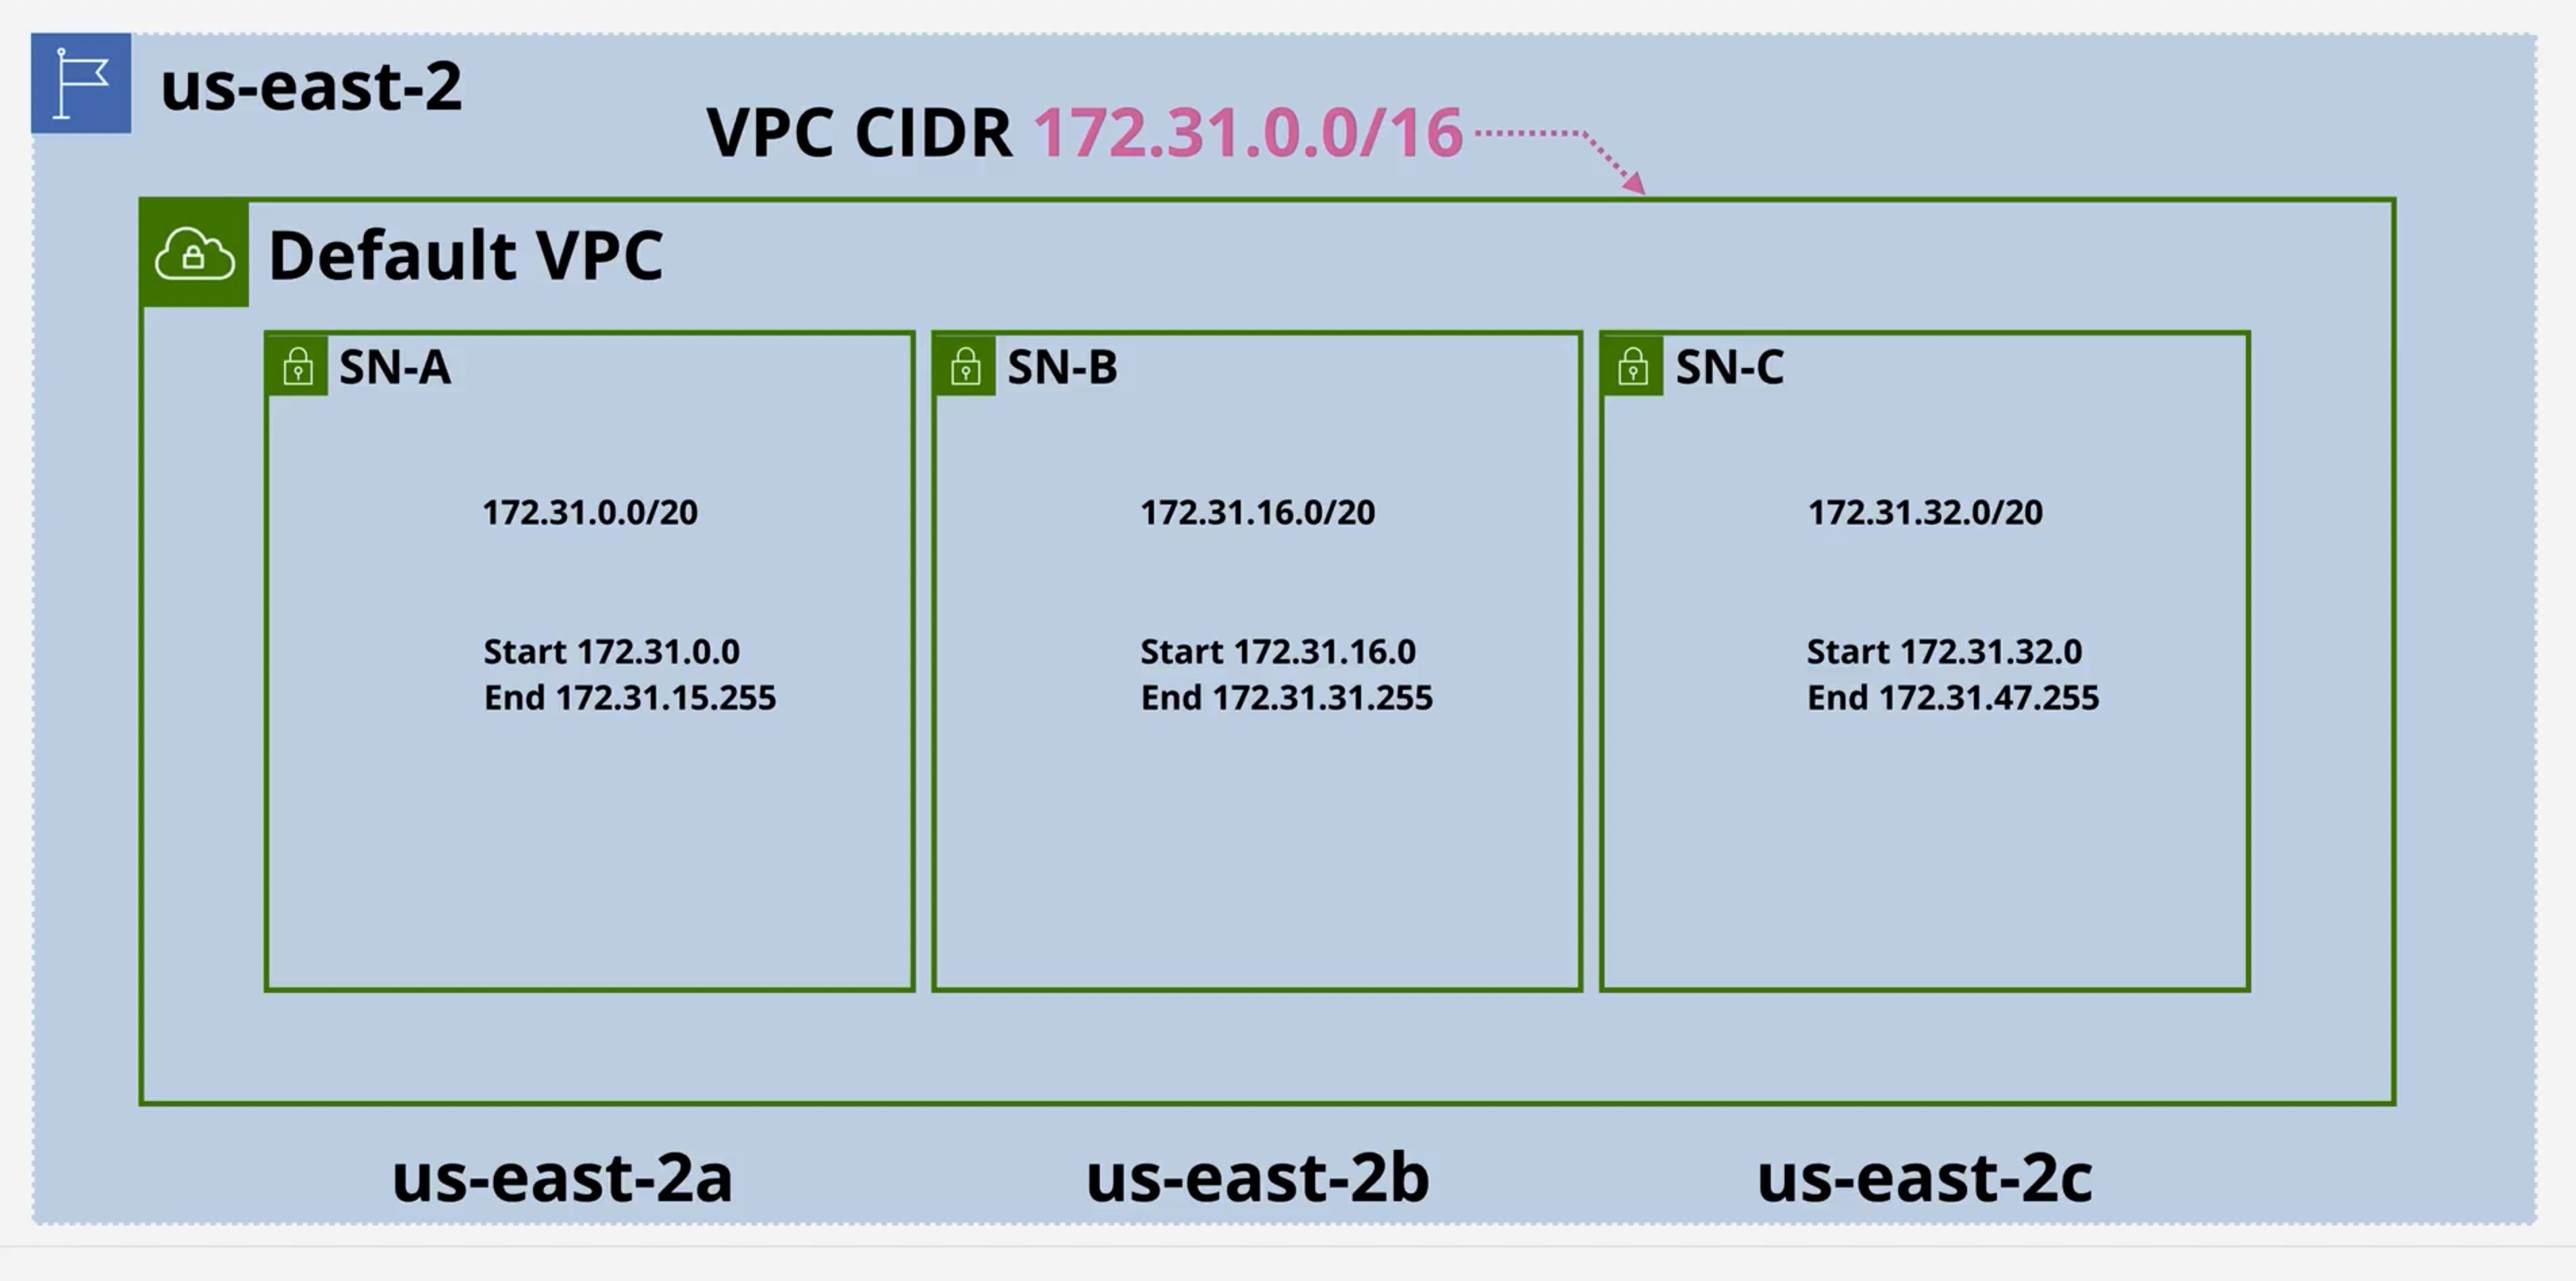 us-east-2
VPC CIDR 172.31.0.0/16
Default VPC
SN-A
172.31.0.0/20
Start 172.31.0.0
End 172.31.15.255
SN-B
172.31.16.0/20
Start 172.31.16.0
End 172.31.31.255
SN-C
172.31.32.0/20
Start 172.31.32.0
End 172.31.47.255
us-east-2a
us-east-2b
us-east-2c